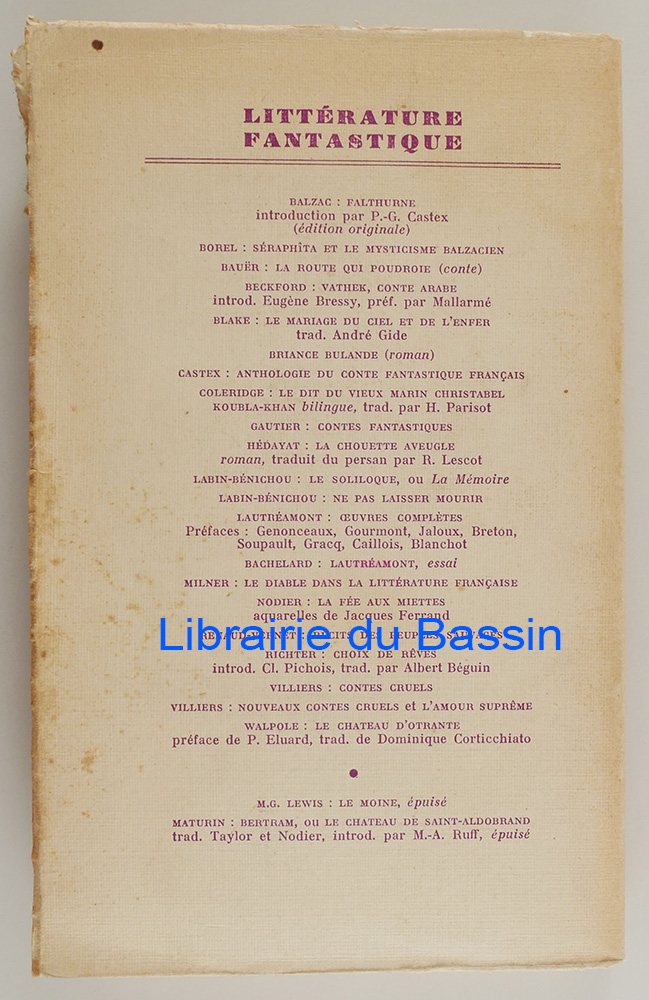 LITTÉRATURE
FANTASTIQUE
BALZAC : FALTHURNE
introduction par P.-G. Castex
(édition originale)
BOREL : SÉRAPHÎTA ET LE MYSTICISME BALZACIEN
BAUËR : LA ROUTE QUI POUDROIE (conte)
BECKFORD : VATHEK, CONTE ARABE
introd. Eugène Bressy, préf. par Mallarmé
BLAKE : LE MARIAGE DU CIEL ET DE L'ENFER
trad. André Gide
BRIANCE BULANDE (roman)
CASTEX : ANTHOLOGIE DU CONTE FANTASTIQUE FRANÇAIS
COLERIDGE : LE DIT DU VIEUX MARIN CHRISTABEL
KOUBLA-KHAN bilingue, trad. par H. Parisot
GAUTIER : CONTES FANTASTIQUES
HÉDAYAT : LA CHOUETTE AVEUGLE
roman, traduit du persan par R. Lescot
LABIN-BÉNICHOU : LE SOLILOQUE, ou La Mémoire
LABIN-BÉNICHOU : NE PAS LAISSER MOURIR
LAUTRÉAMONT : ŒUVRES COMPLÈTES
Préfaces : Genonceaux, Gourmont, Jaloux, Breton,
Soupault, Gracq, Caillois, Blanchot
BACHELARD : LAUTRÉAMONT, essai
MILNER : LE DIABLE DANS LA LITTÉRATURE FRANÇAISE
NODIER : LA FÉE AUX MIETTES
aquarelles de Jacques Ferrand
Librairie du Bassin
RICHTER : CHOIX DE RÊVES
introd. Cl. Pichois, trad. par Albert Béguin
VILLIERS : CONTES CRUELS
VILLIERS : NOUVEAUX CONTES CRUELS et L'AMOUR SUPRÊME
WALPOLE : LE CHATEAU D'OTRANTE
préface de P. Eluard, trad. de Dominique Corticchiato
M.G. LEWIS : LE MOINE, épuisé
MATURIN : BERTRAM, OU LE CHATEAU DE SAINT-ALDOBRAND
trad. Taylor et Nodier, introd. par M.-A. Ruff, épuisé